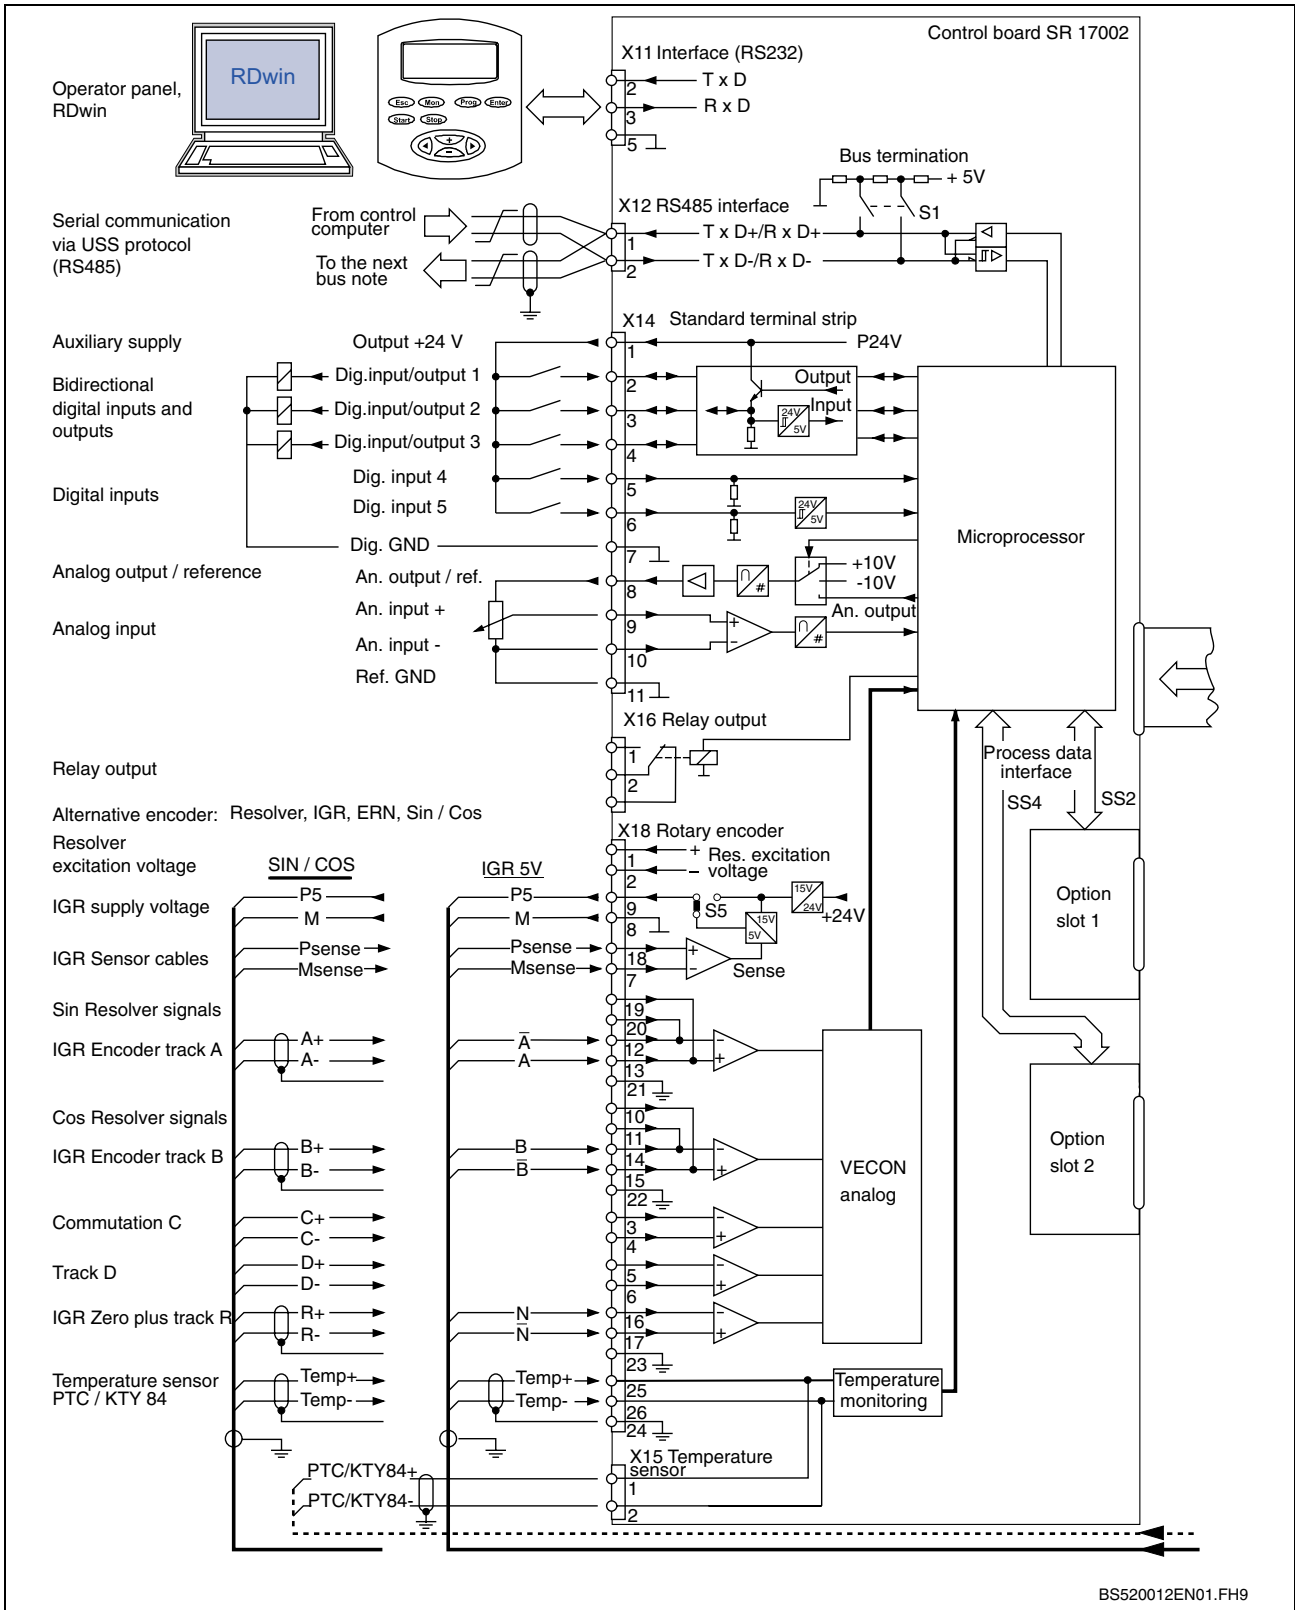 Control board SR 17002
X11 Interface (RS232)
RDwin
Operator panel,
RDwin
Esc Mon Prog Enter
Start Stop
+
-
T x D
2
R x D
3
5
Bus termination
+ 5V
S1
Serial communication
via USS protocol
(RS485)
From control
computer
To the next
bus note
X12 RS485 interface
T x D+/R x D+
1
T x D-/R x D-
2
X14 Standard terminal strip
Auxiliary supply
Output +24 V
1
P24V
Bidirectional
digital inputs and
outputs
Dig.input/output 1
2
Dig.input/output 2
3
Dig.input/output 3
4
Output
Input
24V
5V
Digital inputs
Dig. input 4
5
Dig. input 5
6
24V
5V
Dig. GND
7
Microprocessor
Analog output / reference
An. output / ref.
8
∩
#
+10V
-10V
An. output
Analog input
An. input +
9
An. input -
10
+
−
∩
#
Ref. GND
11
X16 Relay output
Relay output
1
2
Process data
interface
SS4
SS2
Alternative encoder: Resolver, IGR, ERN, Sin / Cos
X18 Rotary encoder
Resolver
excitation voltage
+ Res. excitation
− voltage
1
2
SIN / COS
IGR 5V
IGR supply voltage
P5
P5
9
S5
15V
24V
+24V
15V
5V
M
M
8
IGR Sensor cables
Psense
Psense
18
Msense
Msense
7
+
−
Sense
Option
slot 1
Sin Resolver signals
19
20
IGR Encoder track A
A+
A̅
12
A-
A
13
21
−
+
Cos Resolver signals
10
11
IGR Encoder track B
B+
B
14
B-
B̅
15
22
−
+
VECON
analog
Option
slot 2
Commutation C
C+
3
C-
4
−
+
Track D
D+
5
D-
6
−
+
IGR Zero plus track R
R+
N
16
R-
N̅
17
23
−
+
Temperature sensor
PTC / KTY 84
Temp+
Temp+
25
Temp-
Temp-
26
24
Temperature
monitoring
X15 Temperature
sensor
PTC/KTY84+
1
PTC/KTY84-
2
BS520012EN01.FH9